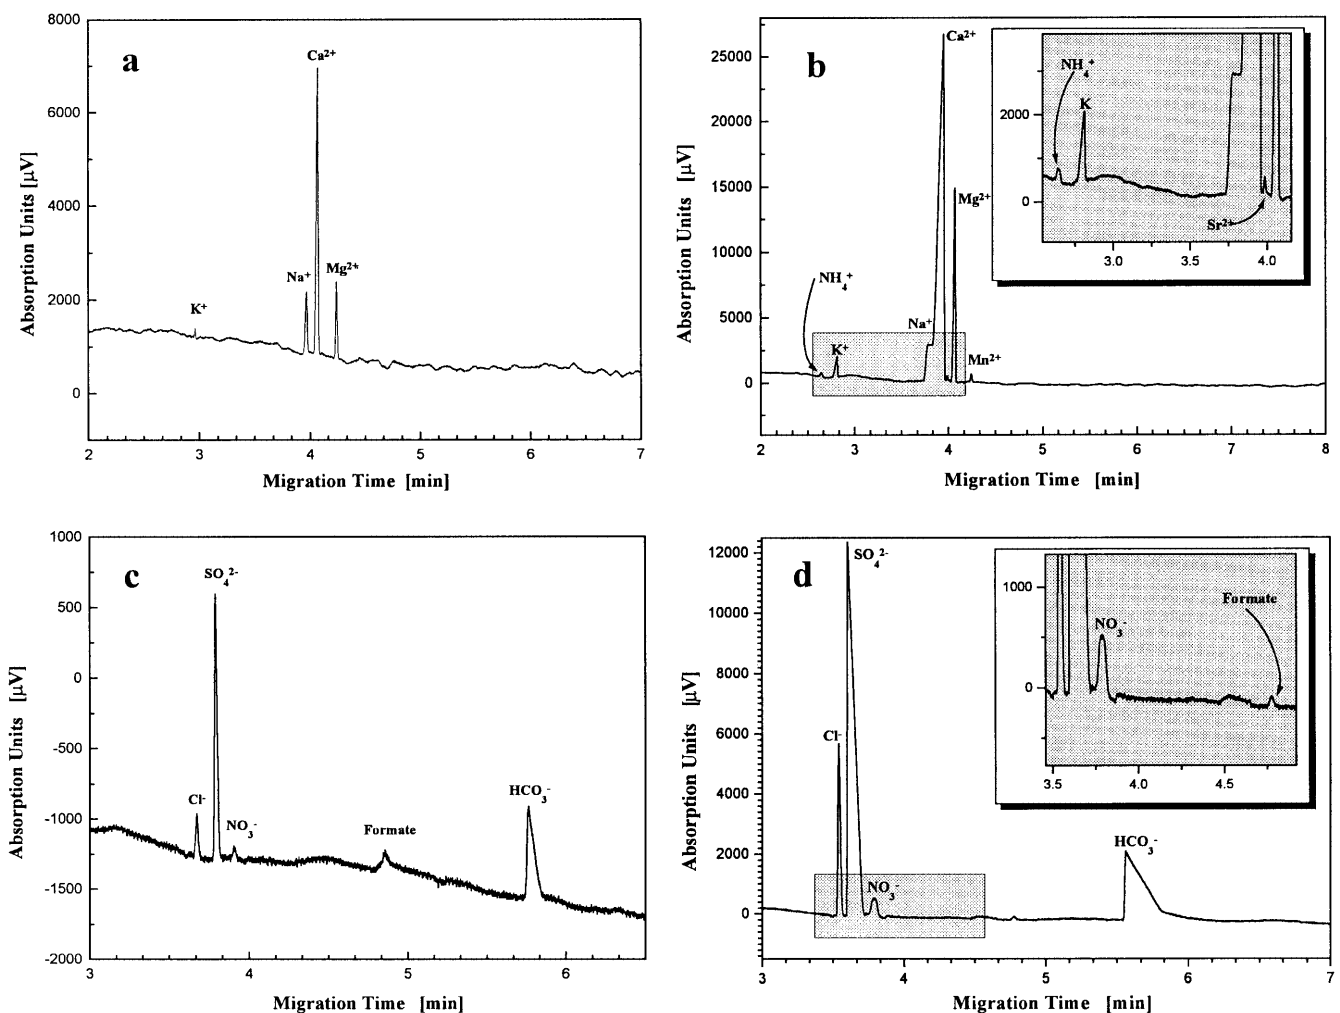 a
Absorption Units [µV]
8000
6000
4000
2000
0
K⁺
Na⁺
Ca²⁺
Mg²⁺
2 3 4 5 6 7
Migration Time [min]
b
Absorption Units [µV]
25000
20000
15000
10000
5000
0
NH₄⁺
K⁺
Na⁺
Ca²⁺
Mg²⁺
Mn²⁺
2 3 4 5 6 7 8
Migration Time [min]
NH₄⁺
K
Sr²⁺
2000
0
3.0 3.5 4.0
c
Absorption Units [µV]
1000
500
0
-500
-1000
-1500
-2000
Cl⁻
SO₄²⁻
NO₃⁻
Formate
HCO₃⁻
3 4 5 6
Migration Time [min]
d
Absorption Units [µV]
12000
10000
8000
6000
4000
2000
0
Cl⁻
SO₄²⁻
NO₃⁻
HCO₃⁻
3 4 5 6 7
Migration Time [min]
1000
0
NO₃⁻
Formate
3.5 4.0 4.5